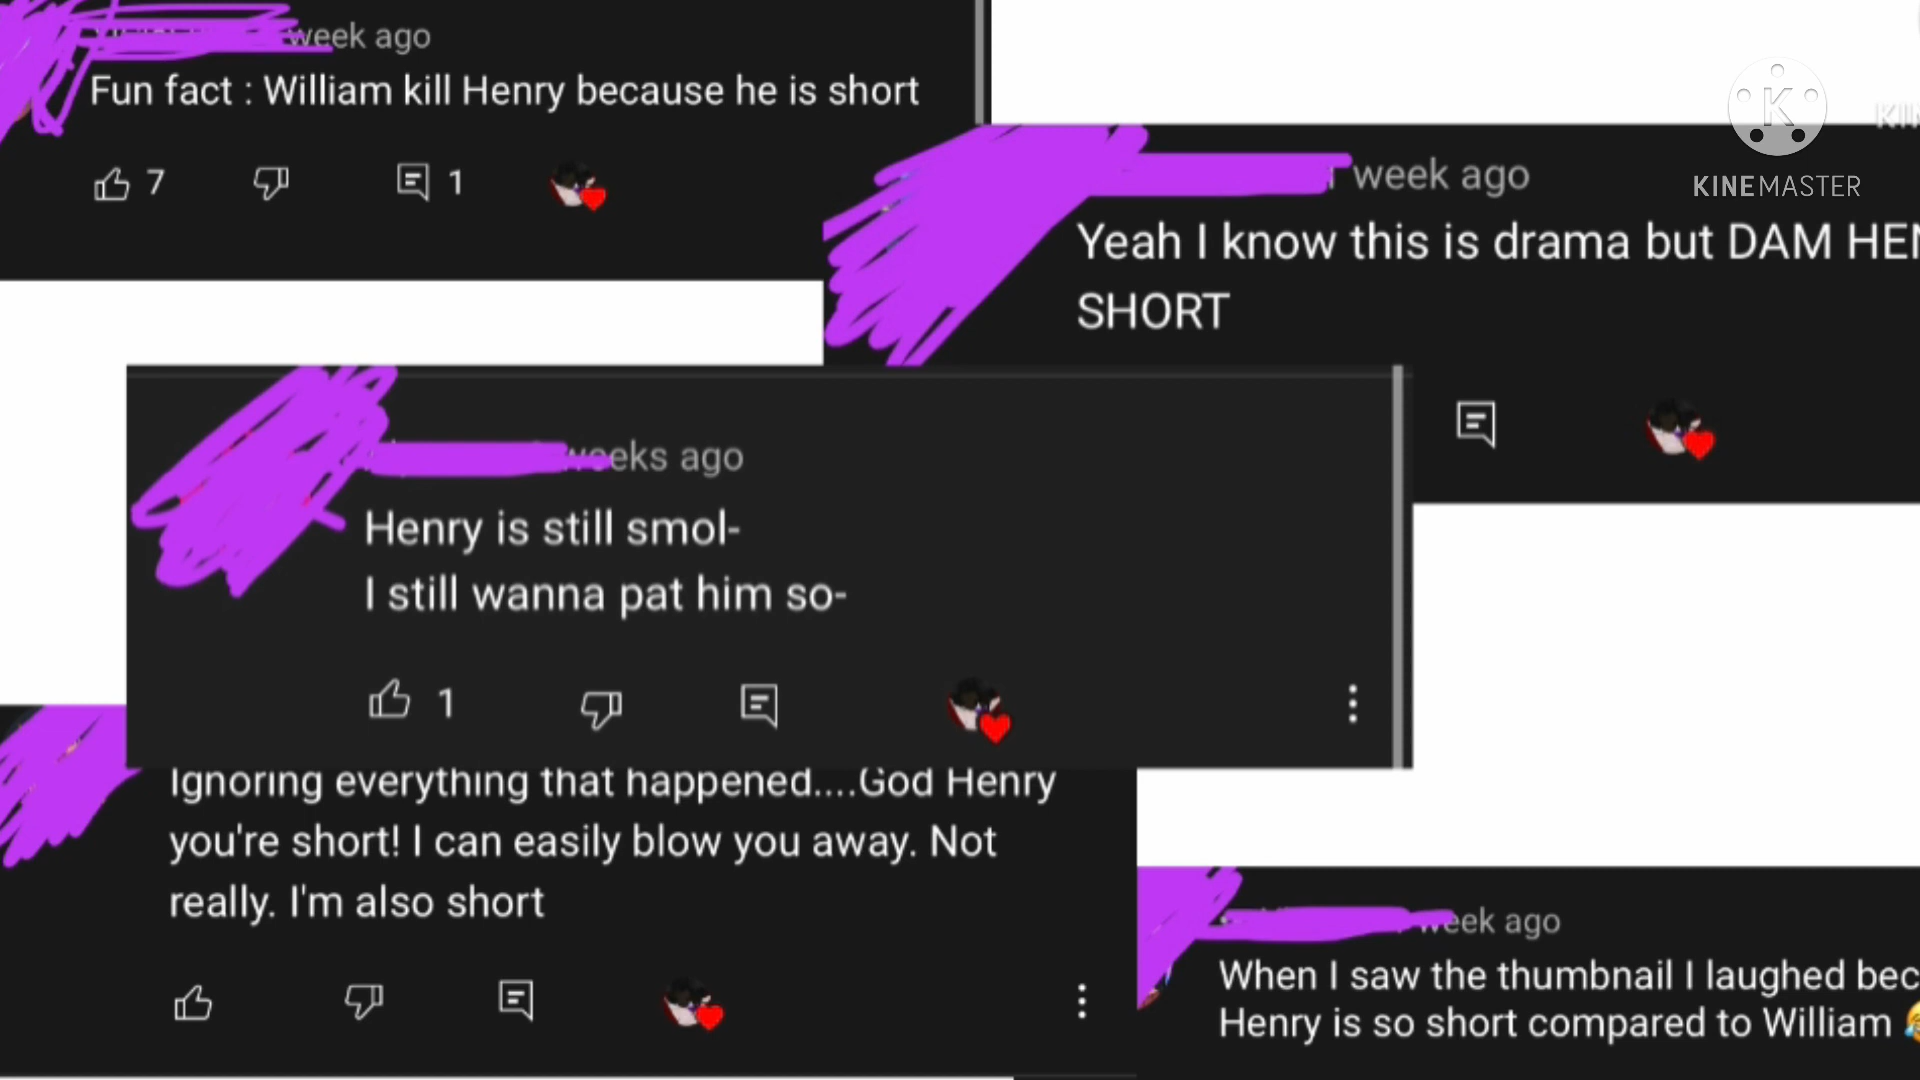 week ago
Fun fact : William kill Henry because he is short
7
1
KINEMASTER
week ago
Yeah I know this is drama but DAM
SHORT
weeks ago
Henry is still smol-
I still wanna pat him so-
1
Ignoring everything that happened....God Henry
you're short! I can easily blow you away. Not
really. I'm also short
week ago
When I saw the thumbnail I laughed
Henry is so short compared to William 😂